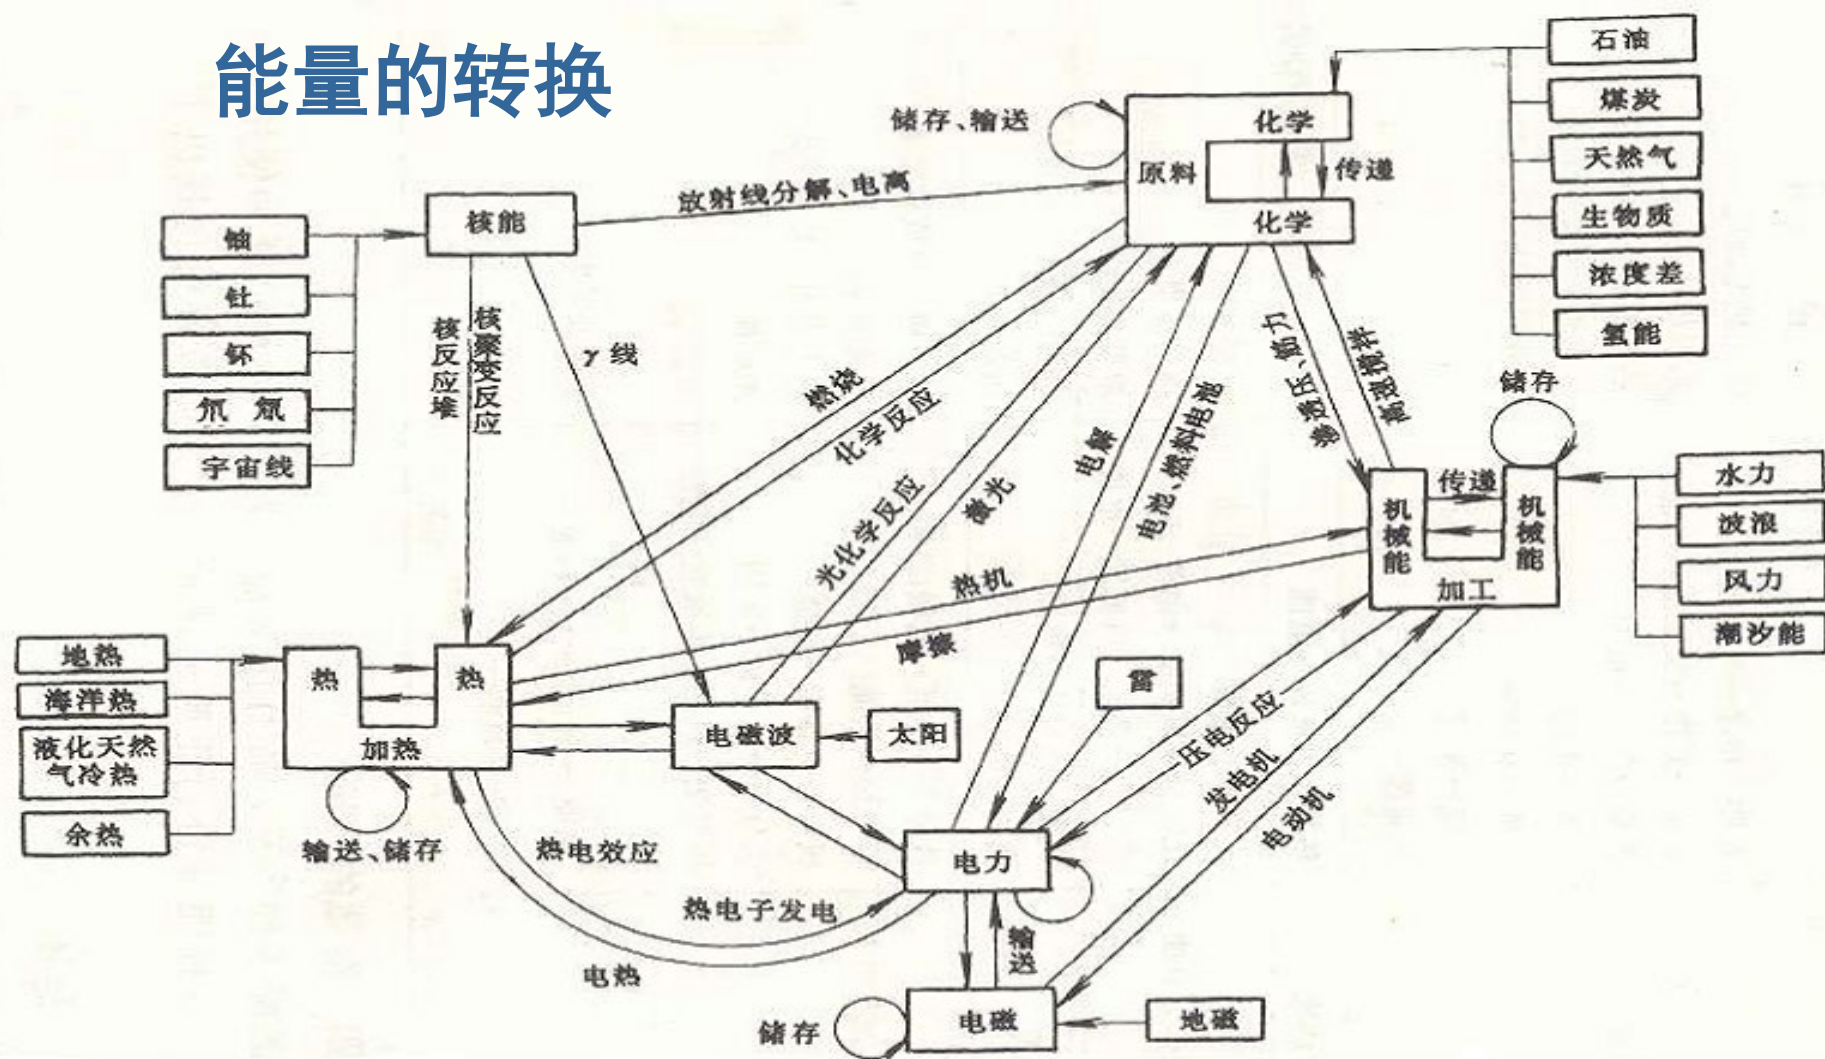 能量的转换
石油
煤炭
天然气
生物质
浓度差
氢能
储存、输送
化学
原料
传递
化学
放射线分解、电离
核能
铀
钍
钚
氘 氚
宇宙线
核反应堆
核聚变反应
γ 线
燃烧
化学反应
光化学反应
激光
电解
电池、燃料电池
渗透压、筋力
高速搅拌
储存
机械能
传递
机械能
加工
水力
波浪
风力
潮汐能
热机
摩擦
地热
海洋热
液化天然
气冷热
余热
热
热
加热
输送、储存
电磁波
太阳
雷
压电反应
发电机
电动机
热电效应
热电子发电
电热
电力
输送
储存
电磁
地磁